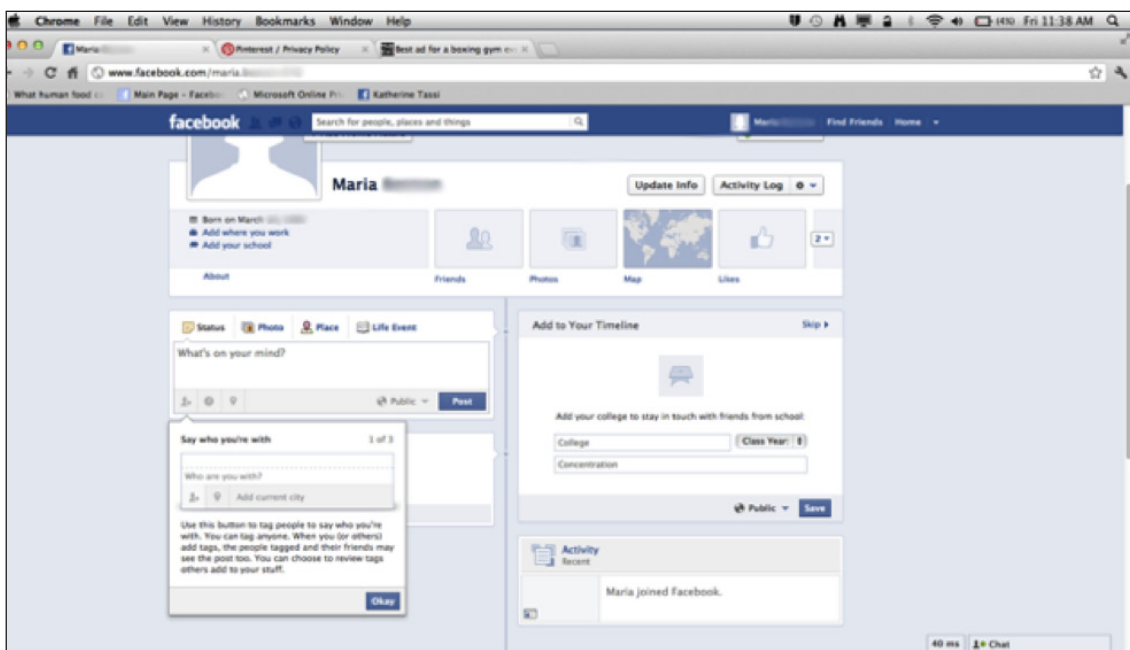 Chrome File Edit View History Bookmarks Window Help (41) Fri 11:38 AM
Maria
Pinterest / Privacy Policy
Best ad for a boxing gym ev
www.facebook.com/maria.
What human food c
Main Page - Facebo
Microsoft Online Pri
Katherine Tassi
facebook
Search for people, places and things
Maria
Find Friends
Home
Maria
Update Info
Activity Log
Born on March
Add where you work
Add your school
About
Friends
Photos
Map
Likes
2
Status
Photo
Place
Life Event
What's on your mind?
Public
Post
Say who you're with
1 of 3
Who are you with?
Add current city
Use this button to tag people to say who you're
with. You can tag anyone. When you (or others)
add tags, the people tagged and their friends may
see the post too. You can choose to review tags
others add to your stuff.
Okay
Add to Your Timeline
Skip
Add your college to stay in touch with friends from school:
College
Class Year:
Concentration
Public
Save
Activity
Recent
Maria joined Facebook.
40 ms
Chat